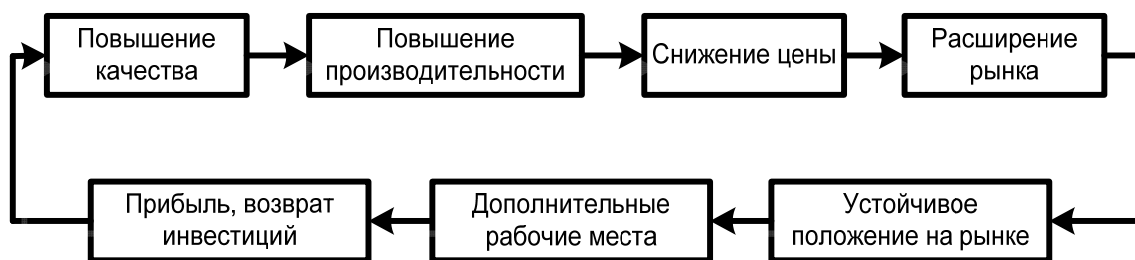 Повышение
качества
Повышение
производительности
Снижение цены
Расширение
рынка
Прибыль, возврат
инвестиций
Дополнительные
рабочие места
Устойчивое
положение на рынке